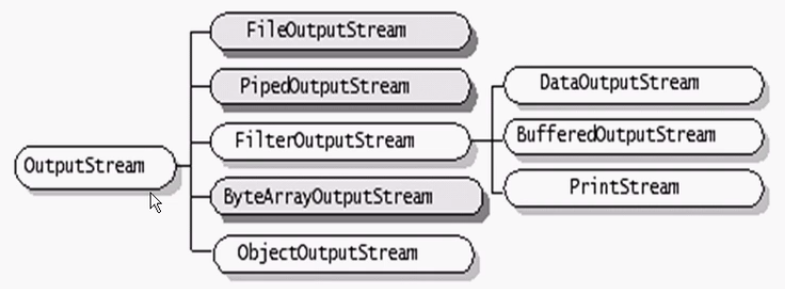 FileOutputStream
PipedOutputStream
DataOutputStream
FilterOutputStream
BufferedOutputStream
OutputStream
ByteArrayOutputStream
PrintStream
ObjectOutputStream